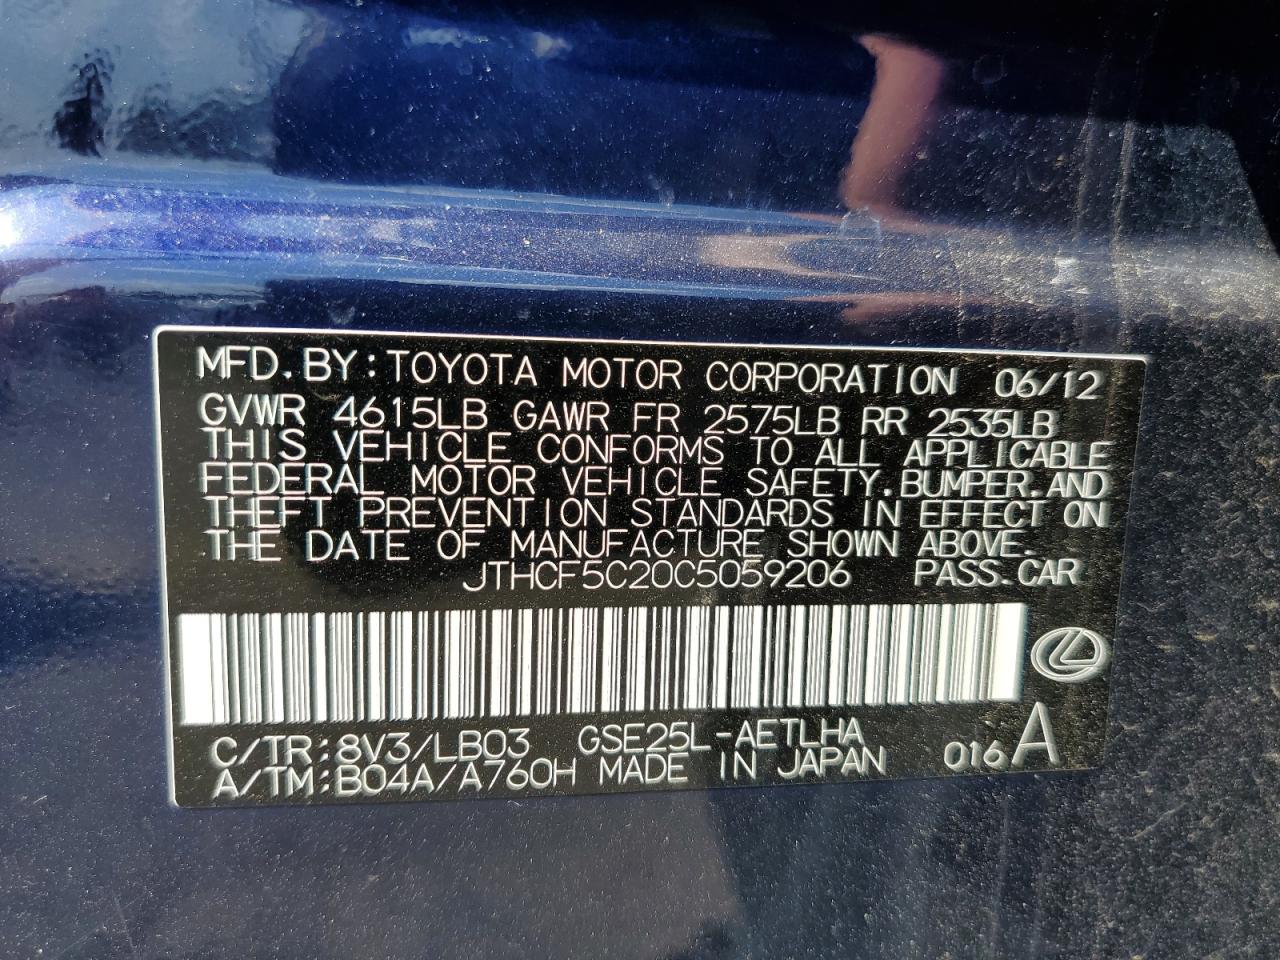 MFD. BY: TOYOTA MOTOR CORPORATION 06/12
GVWR 4615LB GAWR FR 2575LB RR 2535LB
THIS VEHICLE CONFORMS TO ALL APPLICABLE
FEDERAL MOTOR VEHICLE SAFETY, BUMPER, AND
THEFT PREVENTION STANDARDS IN EFFECT ON
THE DATE OF MANUFACTURE SHOWN ABOVE.
JTHCF5C20C5059206 PASS. CAR
C/TR: 8V3/LB03 GSE25L-AETLHA
A/TM: B04A/A760H MADE IN JAPAN 016 A